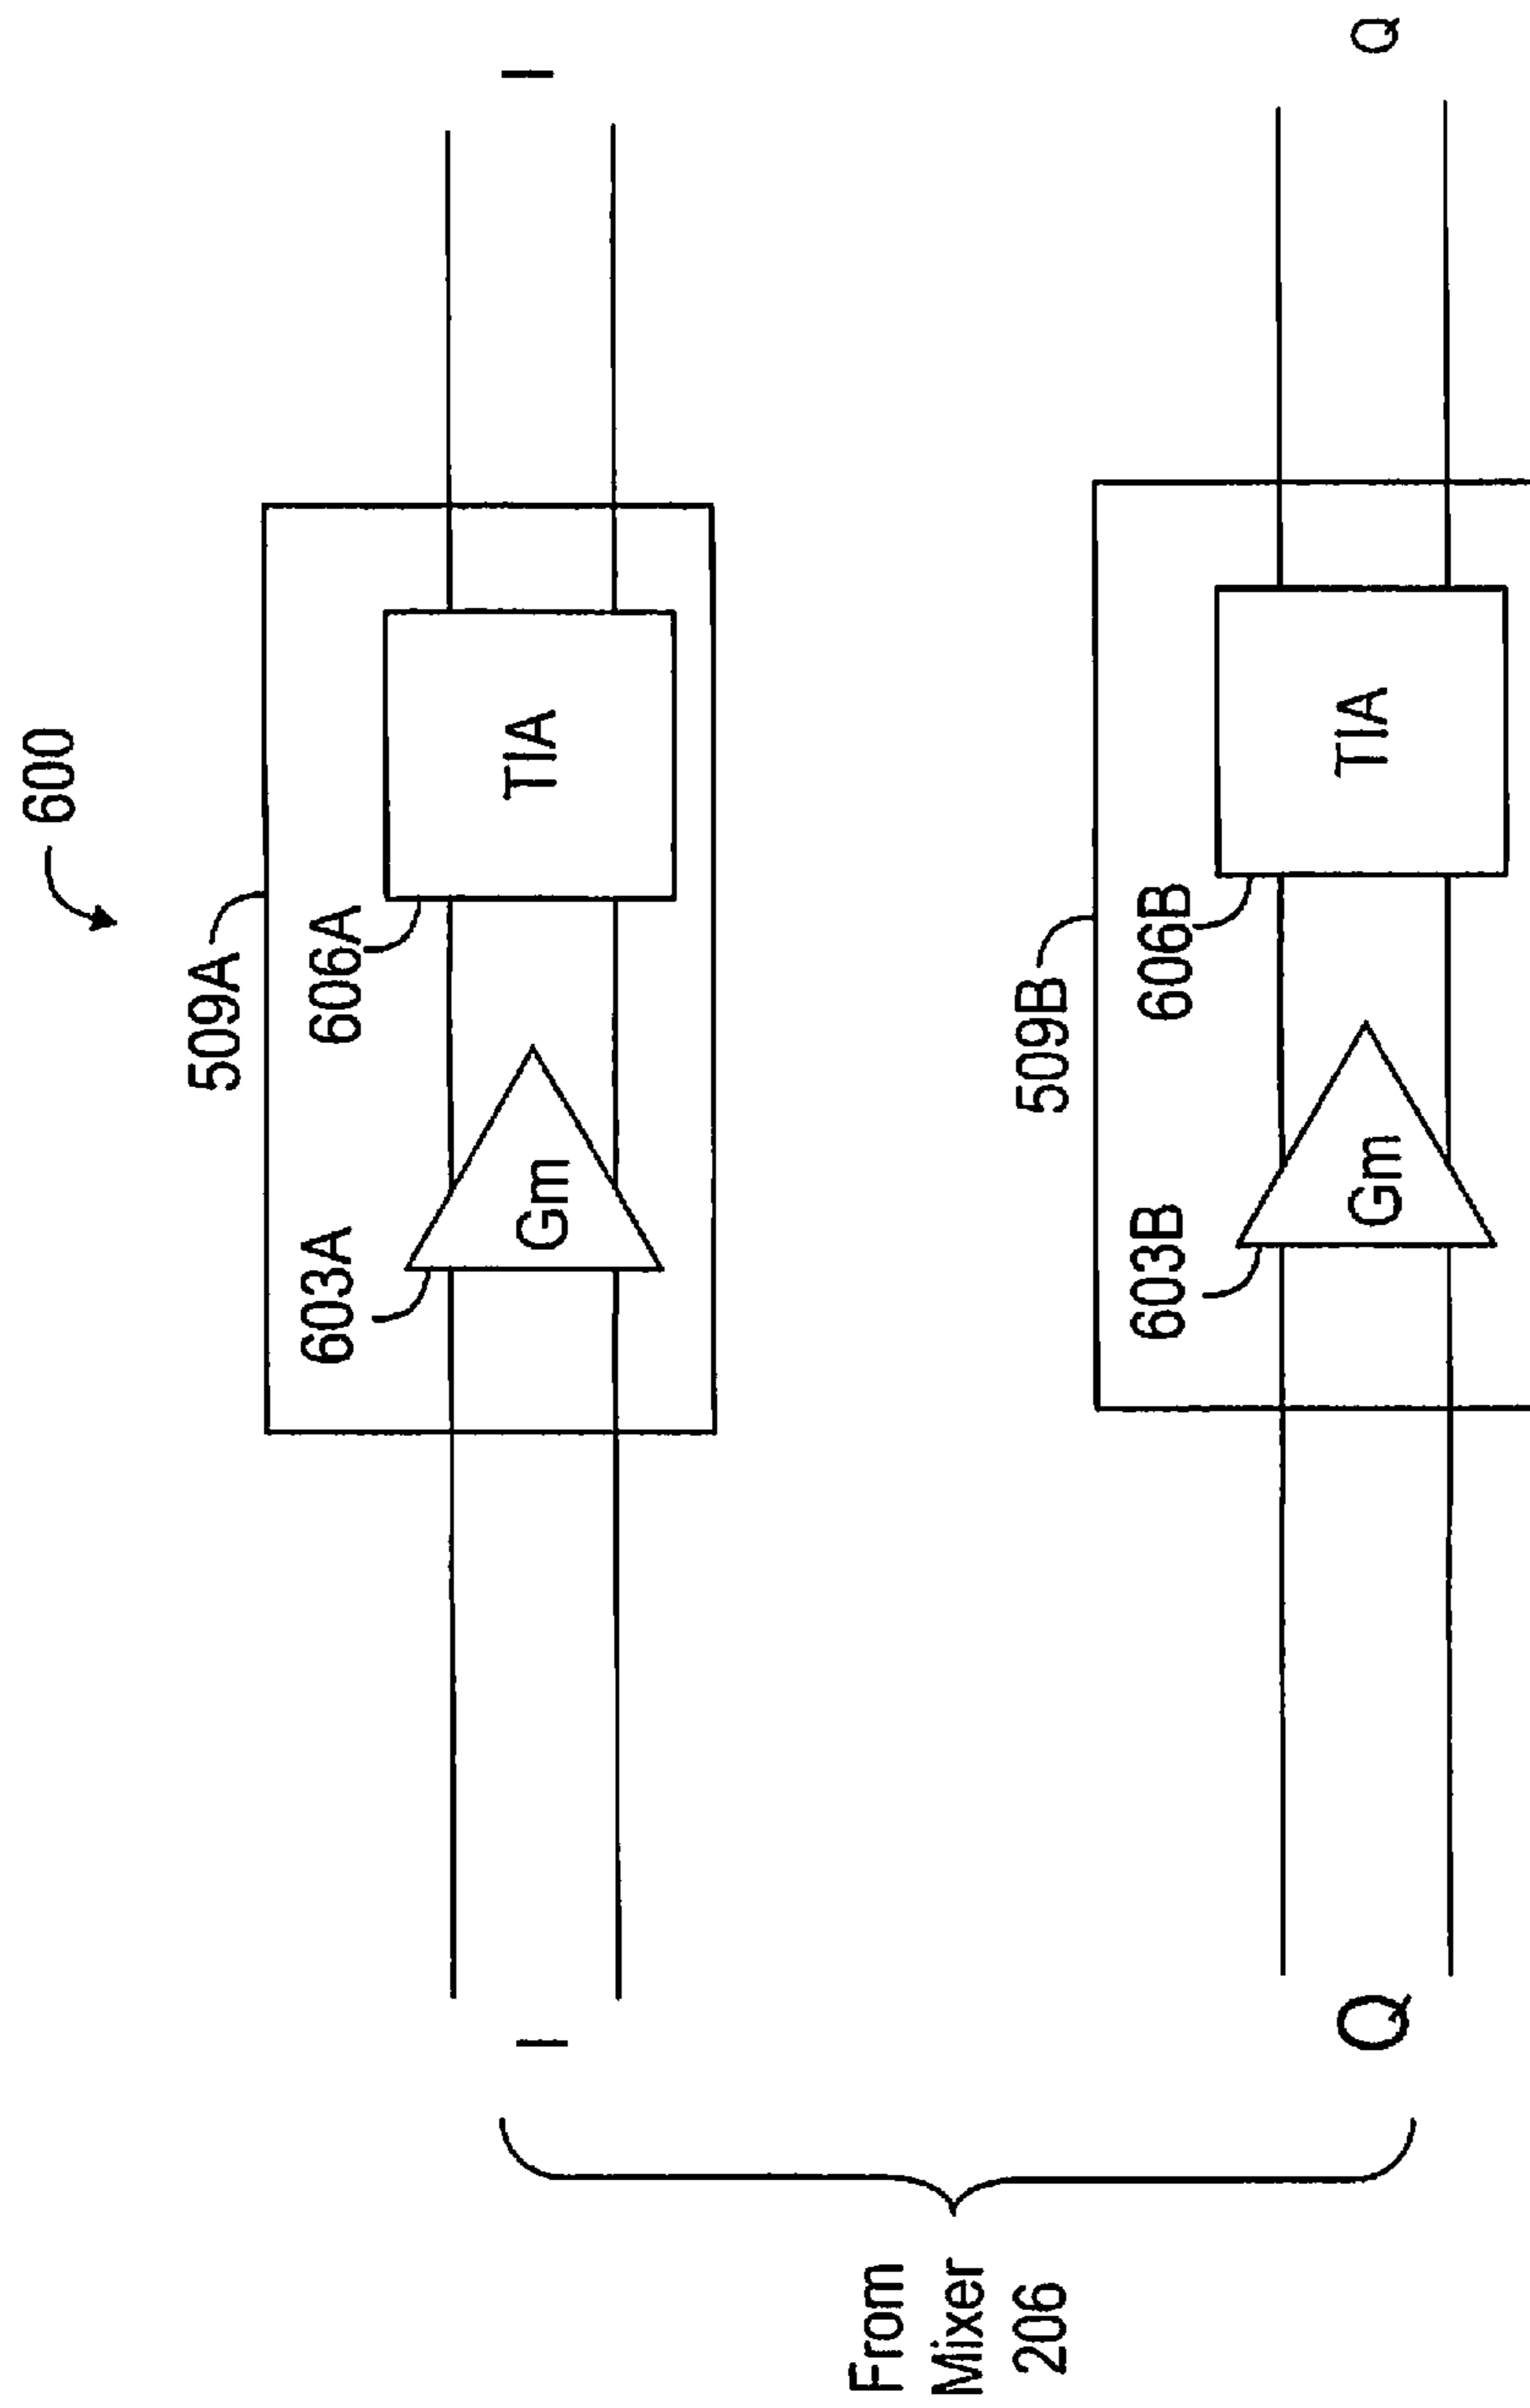 600
509A
603A
606A
Gm
TIA
I
I
509B
603B
606B
Gm
TIA
Q
Q
From
Mixer
206